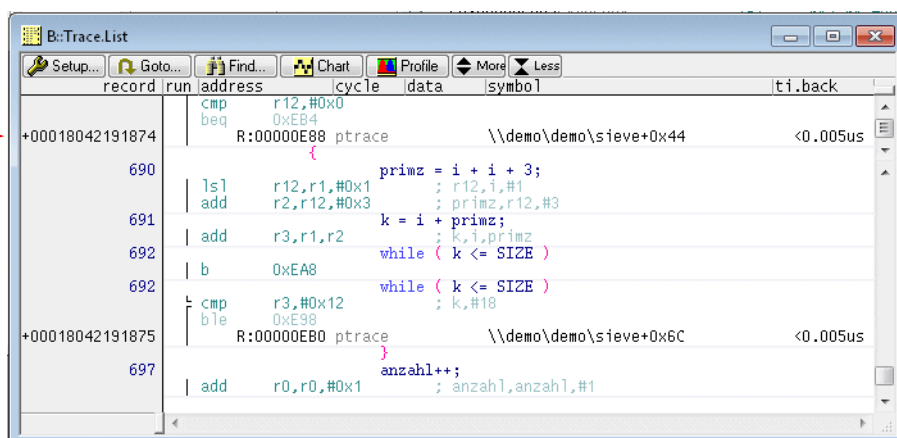 B::Trace.List
Setup... Goto... Find... Chart Profile More Less
record run address cycle data symbol ti.back
cmp r12,#0x0
beq 0xEB4
+00018042191874 R:00000E88 ptrace \\demo\demo\sieve+0x44 <0.005us
{
690 primz = i + i + 3;
lsl r12,r1,#0x1 ; r12,i,#1
add r2,r12,#0x3 ; primz,r12,#3
691 k = i + primz;
add r3,r1,r2 ; k,i,primz
692 while ( k <= SIZE )
b 0xEA8
692 while ( k <= SIZE )
cmp r3,#0x12 ; k,#18
ble 0xE98
+00018042191875 R:00000EB0 ptrace \\demo\demo\sieve+0x6C <0.005us
}
697 anzahl++;
add r0,r0,#0x1 ; anzahl,anzahl,#1